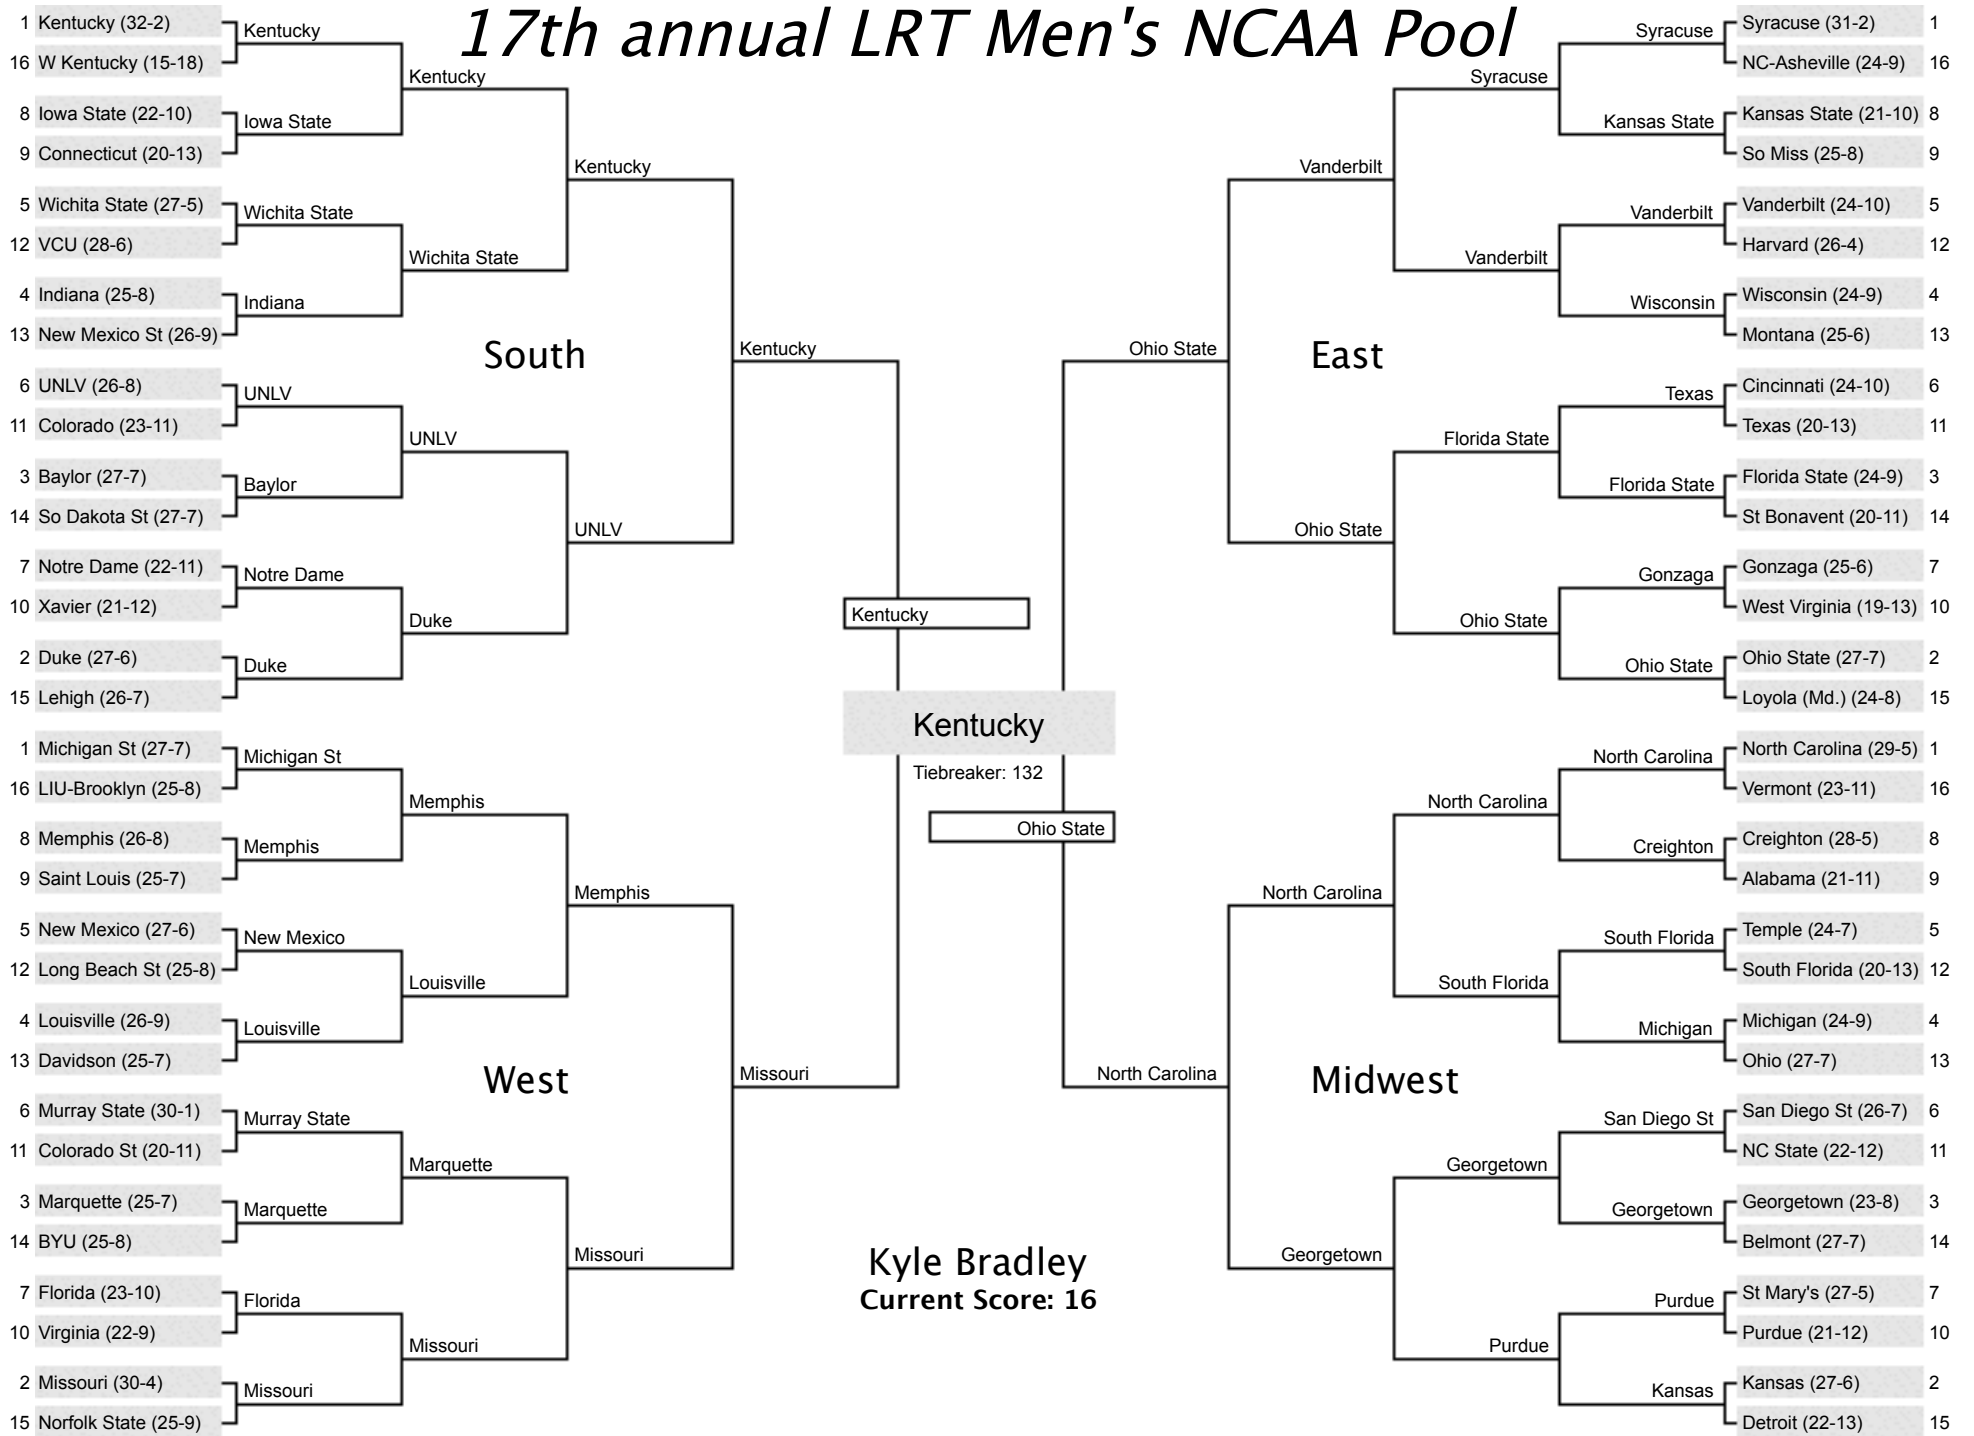 17th annual LRT Men's NCAA Pool
1 Kentucky (32-2)
16 W Kentucky (15-18)
8 Iowa State (22-10)
9 Connecticut (20-13)
5 Wichita State (27-5)
12 VCU (28-6)
4 Indiana (25-8)
13 New Mexico St (26-9)
6 UNLV (26-8)
11 Colorado (23-11)
3 Baylor (27-7)
14 So Dakota St (27-7)
7 Notre Dame (22-11)
10 Xavier (21-12)
2 Duke (27-6)
15 Lehigh (26-7)
Kentucky
Iowa State
Wichita State
Indiana
UNLV
Baylor
Notre Dame
Duke
Kentucky
Wichita State
UNLV
Duke
Kentucky
UNLV
Kentucky
South
1 Michigan St (27-7)
16 LIU-Brooklyn (25-8)
8 Memphis (26-8)
9 Saint Louis (25-7)
5 New Mexico (27-6)
12 Long Beach St (25-8)
4 Louisville (26-9)
13 Davidson (25-7)
6 Murray State (30-1)
11 Colorado St (20-11)
3 Marquette (25-7)
14 BYU (25-8)
7 Florida (23-10)
10 Virginia (22-9)
2 Missouri (30-4)
15 Norfolk State (25-9)
Michigan St
Memphis
New Mexico
Louisville
Murray State
Marquette
Florida
Missouri
Memphis
Louisville
Marquette
Missouri
Memphis
Missouri
Missouri
West
Kentucky
Kentucky
Tiebreaker: 132
Ohio State
Kyle Bradley
Current Score: 16
Syracuse (31-2) 1
NC-Asheville (24-9) 16
Kansas State (21-10) 8
So Miss (25-8) 9
Vanderbilt (24-10) 5
Harvard (26-4) 12
Wisconsin (24-9) 4
Montana (25-6) 13
Cincinnati (24-10) 6
Texas (20-13) 11
Florida State (24-9) 3
St Bonavent (20-11) 14
Gonzaga (25-6) 7
West Virginia (19-13) 10
Ohio State (27-7) 2
Loyola (Md.) (24-8) 15
Syracuse
Kansas State
Vanderbilt
Wisconsin
Texas
Florida State
Gonzaga
Ohio State
Syracuse
Vanderbilt
Florida State
Ohio State
Vanderbilt
Ohio State
Ohio State
East
North Carolina (29-5) 1
Vermont (23-11) 16
Creighton (28-5) 8
Alabama (21-11) 9
Temple (24-7) 5
South Florida (20-13) 12
Michigan (24-9) 4
Ohio (27-7) 13
San Diego St (26-7) 6
NC State (22-12) 11
Georgetown (23-8) 3
Belmont (27-7) 14
St Mary's (27-5) 7
Purdue (21-12) 10
Kansas (27-6) 2
Detroit (22-13) 15
North Carolina
Creighton
South Florida
Michigan
San Diego St
Georgetown
Purdue
Kansas
North Carolina
South Florida
Georgetown
Purdue
North Carolina
Georgetown
North Carolina
Midwest